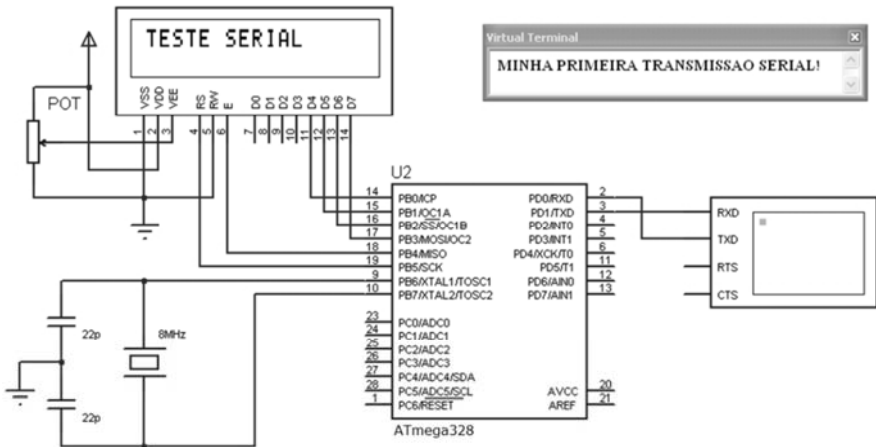 TESTE SERIAL
Virtual Terminal
MINHA PRIMEIRA TRANSMISSAO SERIAL!
POT
VSS VDD VEE RS RW E D0 D1 D2 D3 D4 D5 D6 D7
1 2 3 4 5 6 7 8 9 10 11 12 13 14
U2
14 PB0/ICP PD0/RXD 2
15 PB1/OC1A PD1/TXD 3
16 PB2/SS/OC1B PD2/INT0 4
17 PB3/MOSI/OC2 PD3/INT1 5
18 PB4/MISO PD4/XCK/T0 6
19 PB5/SCK PD5/T1 11
9 PB6/XTAL1/TOSC1 PD6/AIN0 12
10 PB7/XTAL2/TOSC2 PD7/AIN1 13
23 PC0/ADC0
24 PC1/ADC1
25 PC2/ADC2
26 PC3/ADC3
27 PC4/ADC4/SDA
28 PC5/ADC5/SCL AVCC 20
1 PC6/RESET AREF 21
ATmega328
RXD
TXD
RTS
CTS
22p
8MHz
22p